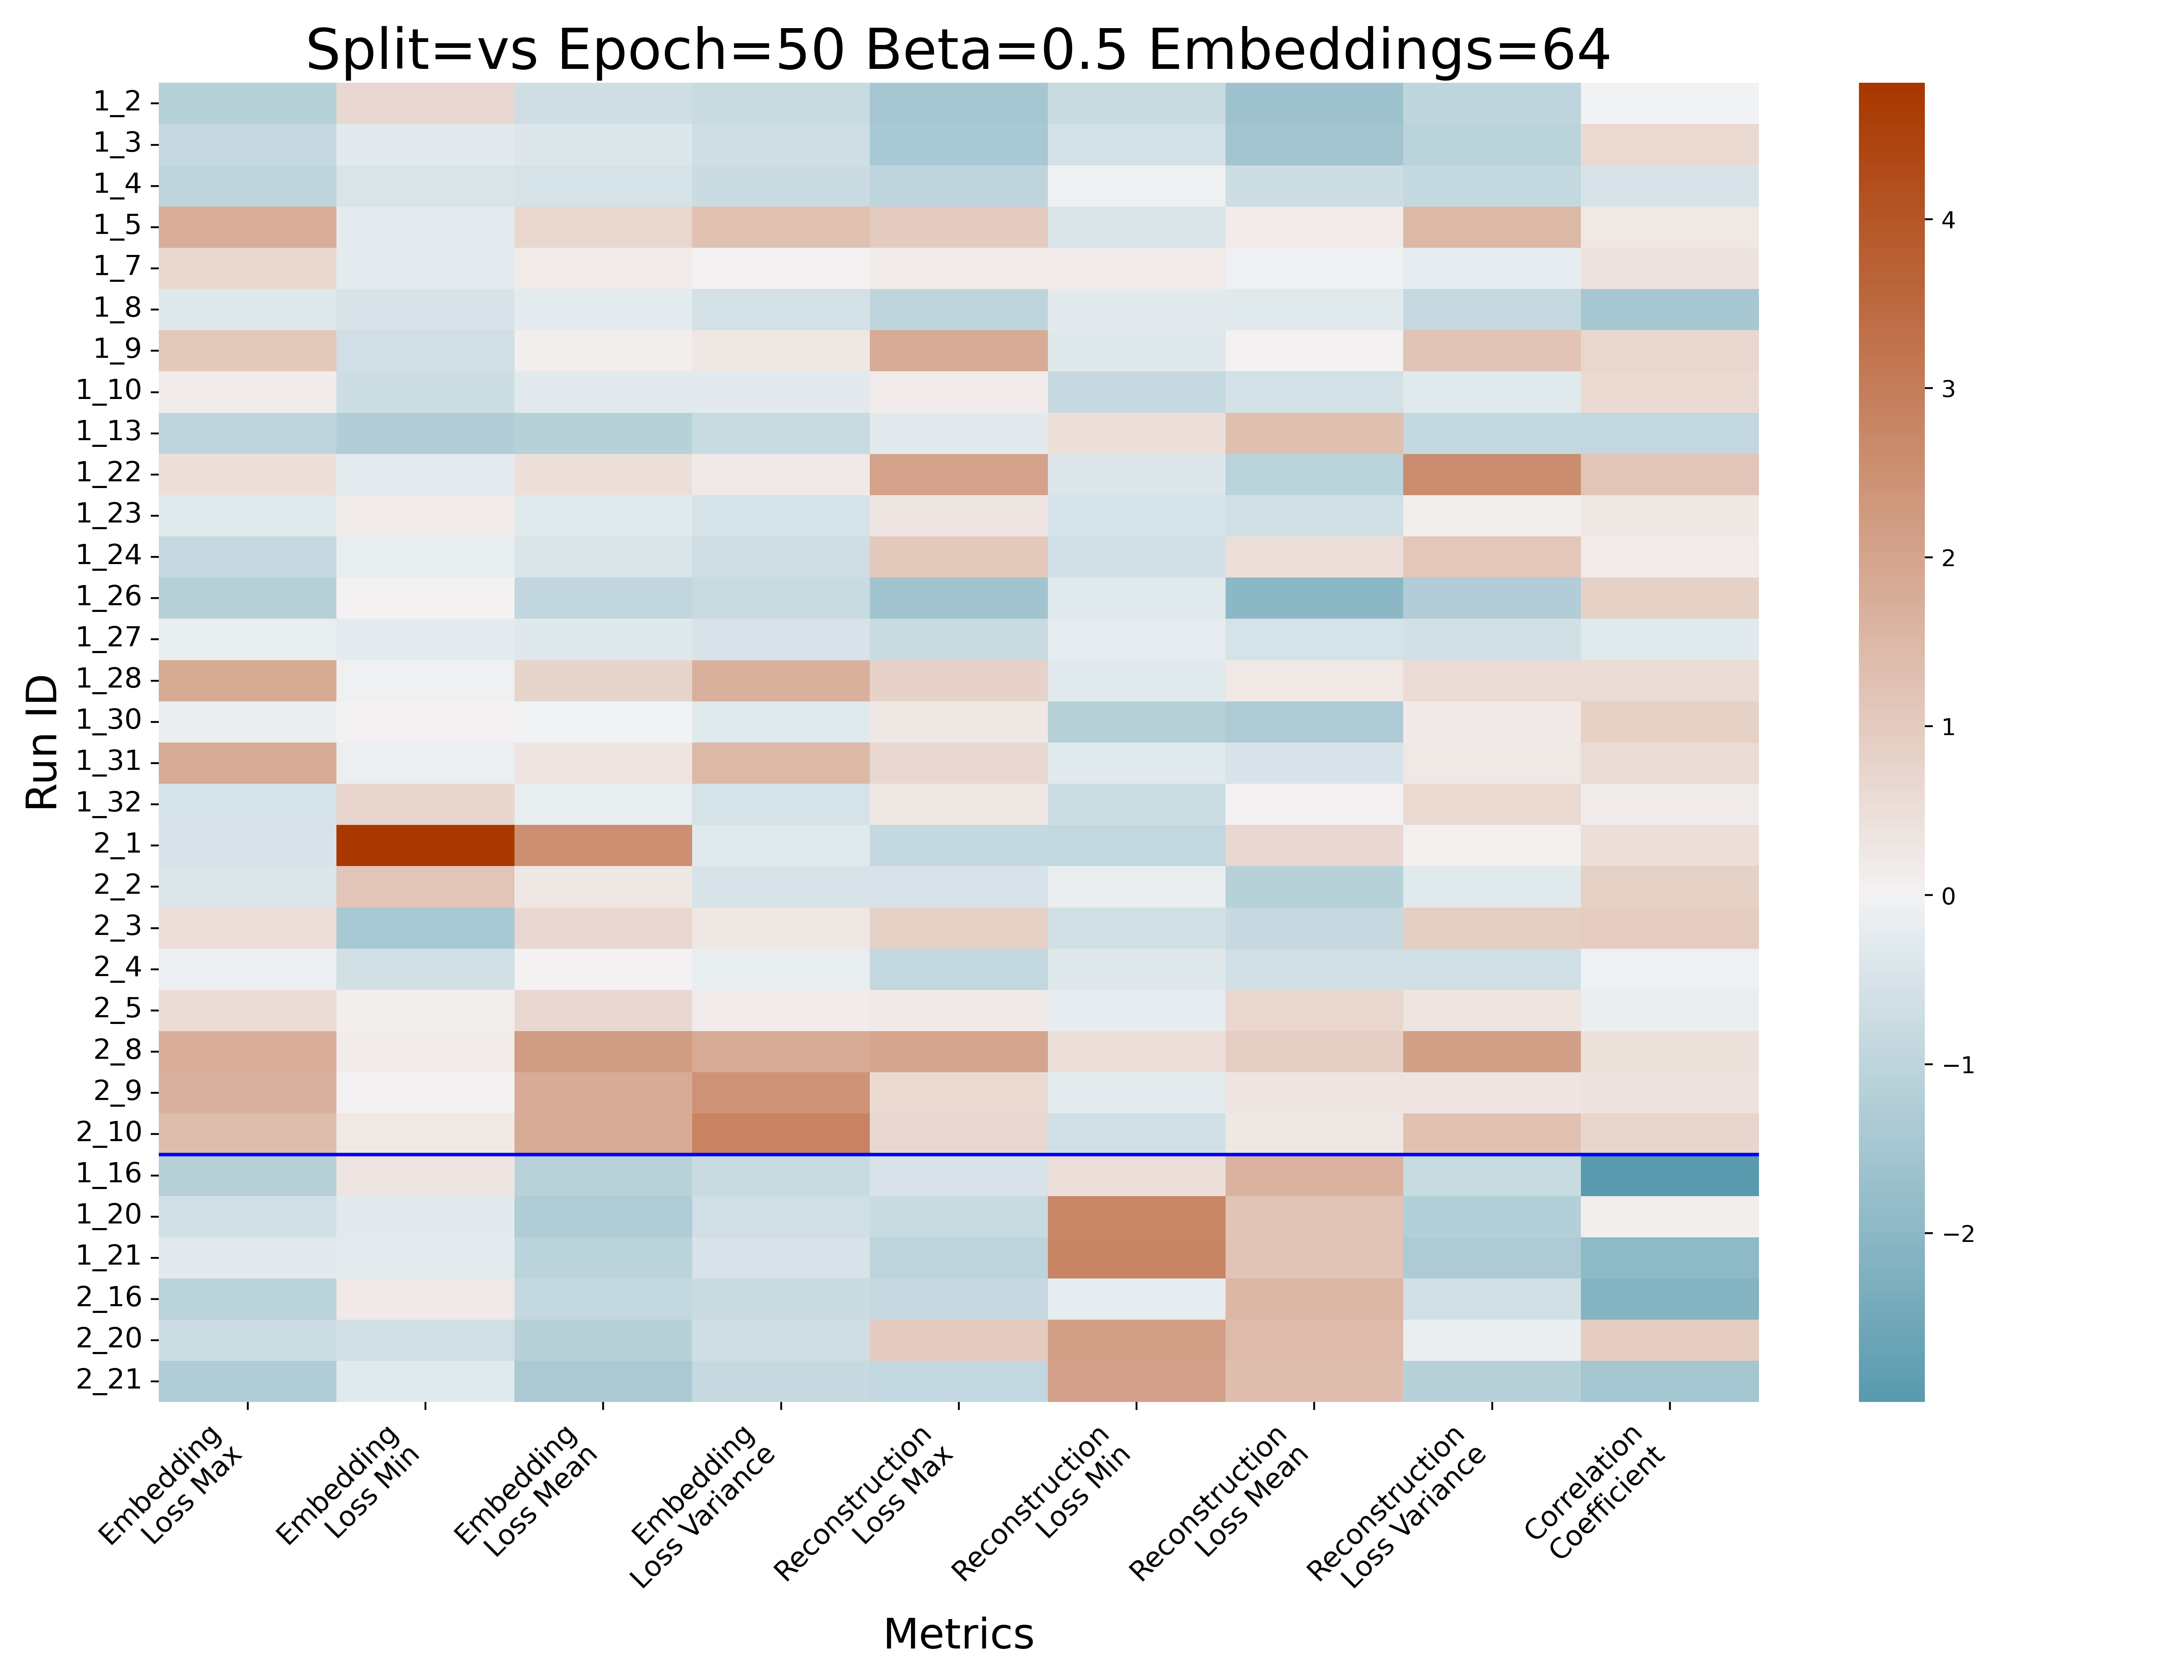 Split=vs Epoch=50 Beta=0.5 Embeddings=64
Run ID
1_2
1_3
1_4
1_5
1_7
1_8
1_9
1_10
1_13
1_22
1_23
1_24
1_26
1_27
1_28
1_30
1_31
1_32
2_1
2_2
2_3
2_4
2_5
2_8
2_9
2_10
1_16
1_20
1_21
2_16
2_20
2_21
Embedding
Loss Max
Embedding
Loss Min
Embedding
Loss Mean
Embedding
Loss Variance
Reconstruction
Loss Max
Reconstruction
Loss Min
Reconstruction
Loss Mean
Reconstruction
Loss Variance
Correlation
Coefficient
Metrics
4
3
2
1
0
−1
−2